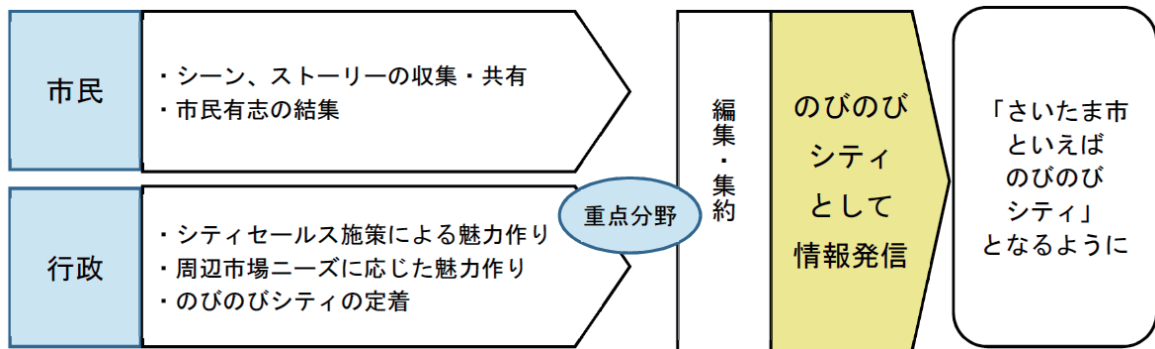 市民
・シーン、ストーリーの収集・共有
・市民有志の結集
行政
・シティセールス施策による魅力作り
・周辺市場ニーズに応じた魅力作り
・のびのびシティの定着
重点分野
編集・集約
のびのび
シティ
として
情報発信
「さいたま市
といえば
のびのび
シティ」
となるように